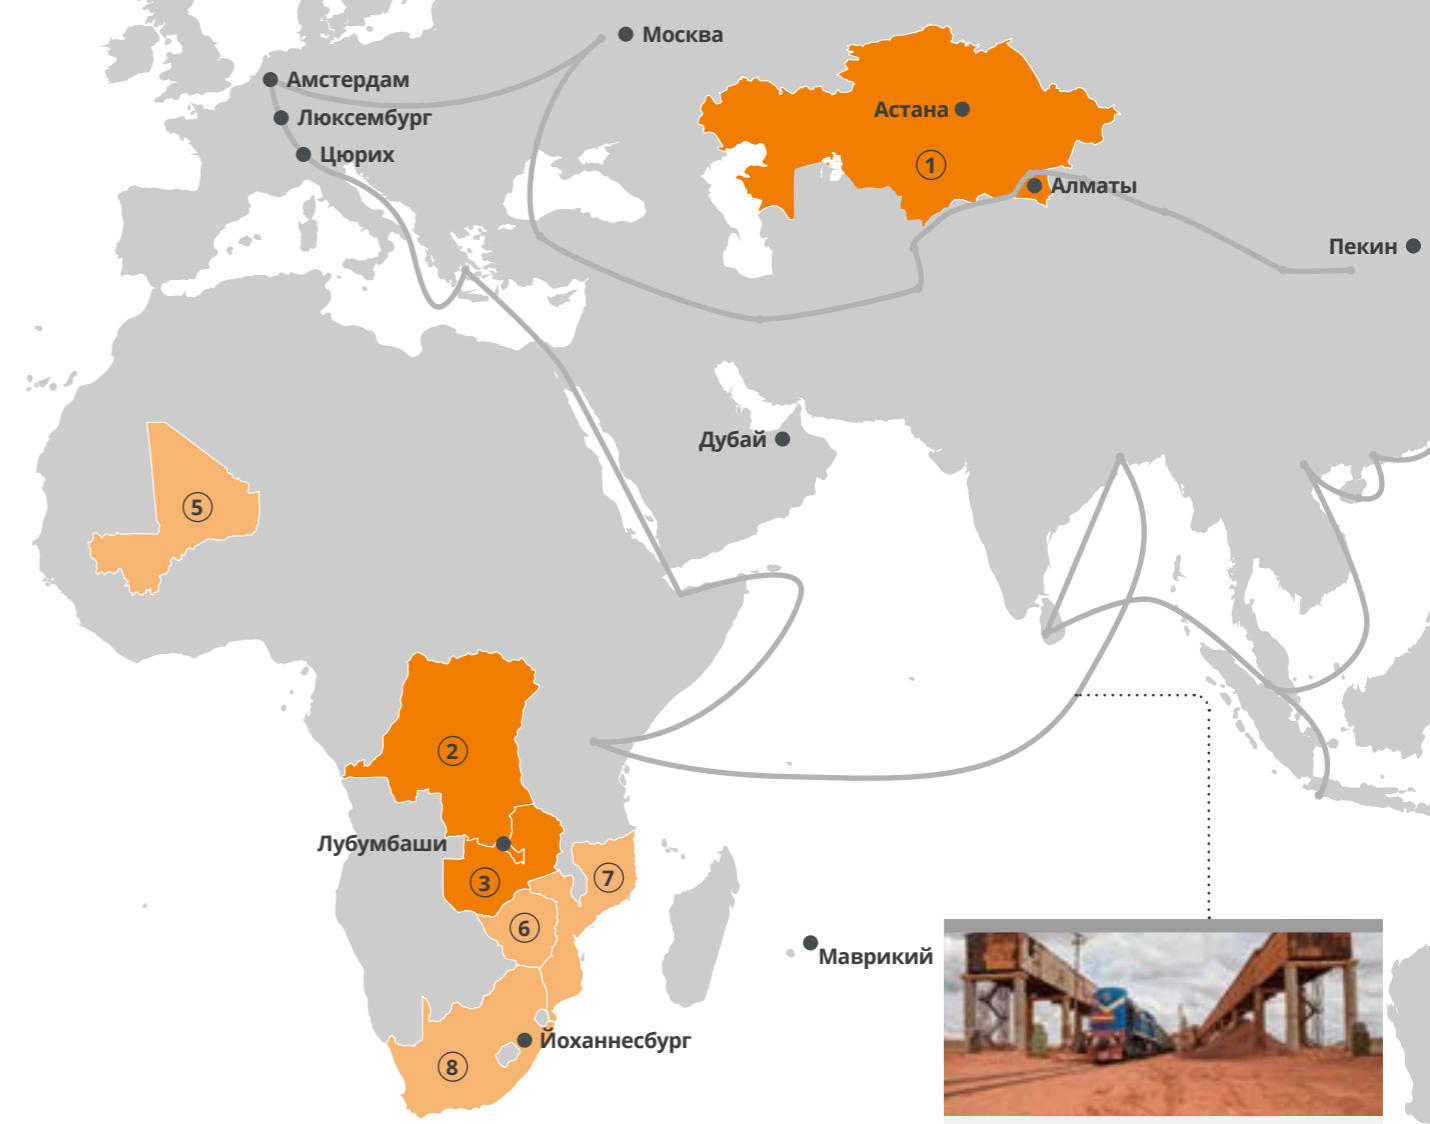 Москва
Амстердам
Люксембург
Цюрих
Астана
1
Алматы
Пекин
Дубай
5
2
Лубумбаши
3
7
6
Маврикий
Йоханнесбург
8